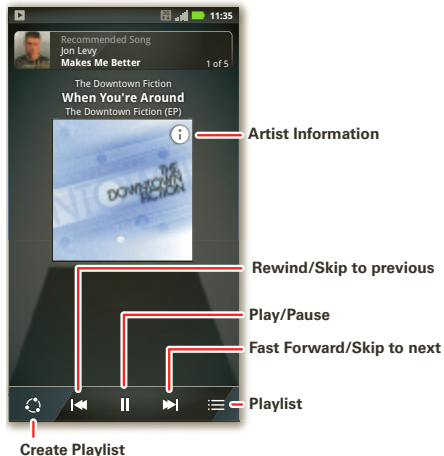 11:35
Recommended Song
Jon Levy
Makes Me Better
1 of 5
The Downtown Fiction
When You're Around
The Downtown Fiction (EP)
THE
DOWNTOWN
FICTION
Artist Information
Rewind/Skip to previous
Play/Pause
Fast Forward/Skip to next
Playlist
Create Playlist